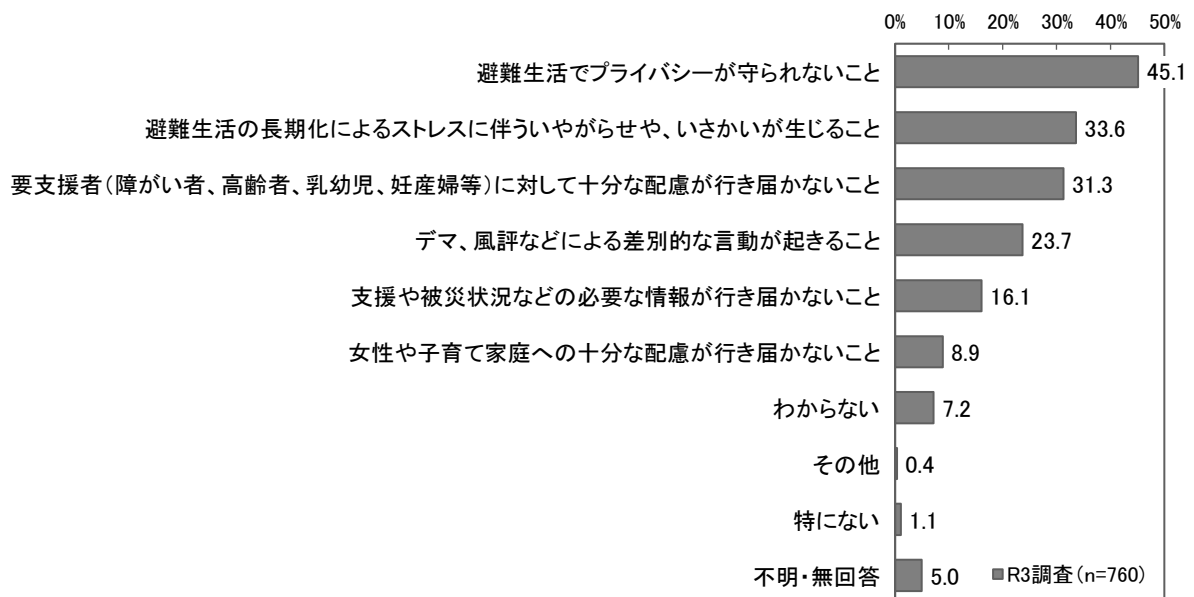 0% 10% 20% 30% 40% 50%
避難生活でプライバシーが守られないこと 45.1
避難生活の長期化によるストレスに伴ういやがらせや、いさかいが生じること 33.6
要支援者(障がい者、高齢者、乳幼児、妊産婦等)に対して十分な配慮が行き届かないこと 31.3
デマ、風評などによる差別的な言動が起きること 23.7
支援や被災状況などの必要な情報が行き届かないこと 16.1
女性や子育て家庭への十分な配慮が行き届かないこと 8.9
わからない 7.2
その他 0.4
特にない 1.1
不明・無回答 5.0 R3調査(n=760)